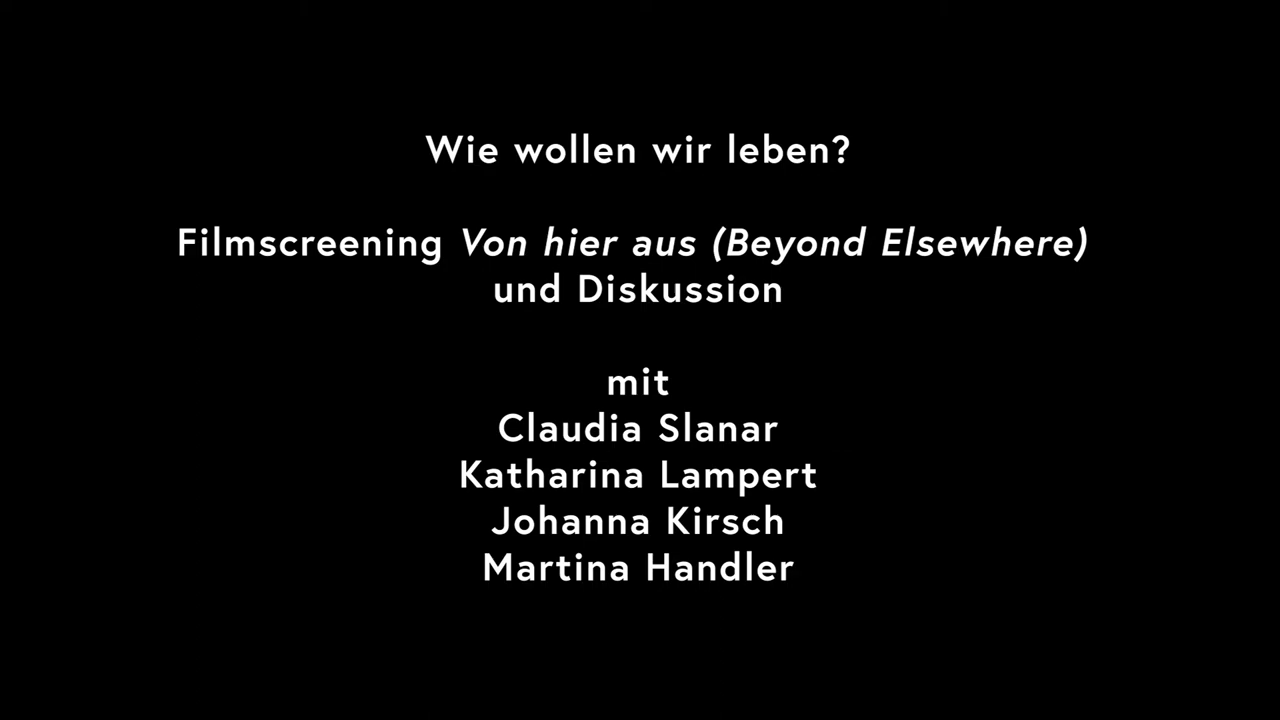 Wie wollen wir leben?
Filmscreening Von hier aus (Beyond Elsewhere)
und Diskussion
mit
Claudia Slanar
Katharina Lampert
Johanna Kirsch
Martina Handler